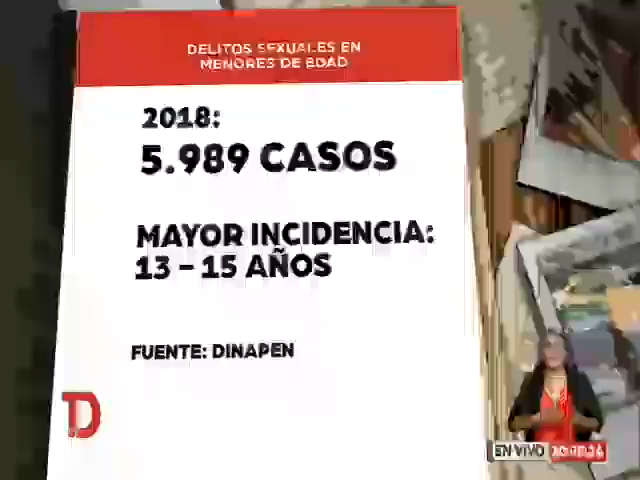 DELITOS SEXUALES EN
MENORES DE EDAD
2018:
5.989 CASOS
MAYOR INCIDENCIA:
13 – 15 AÑOS
FUENTE: DINAPEN
TD
EN VIVO